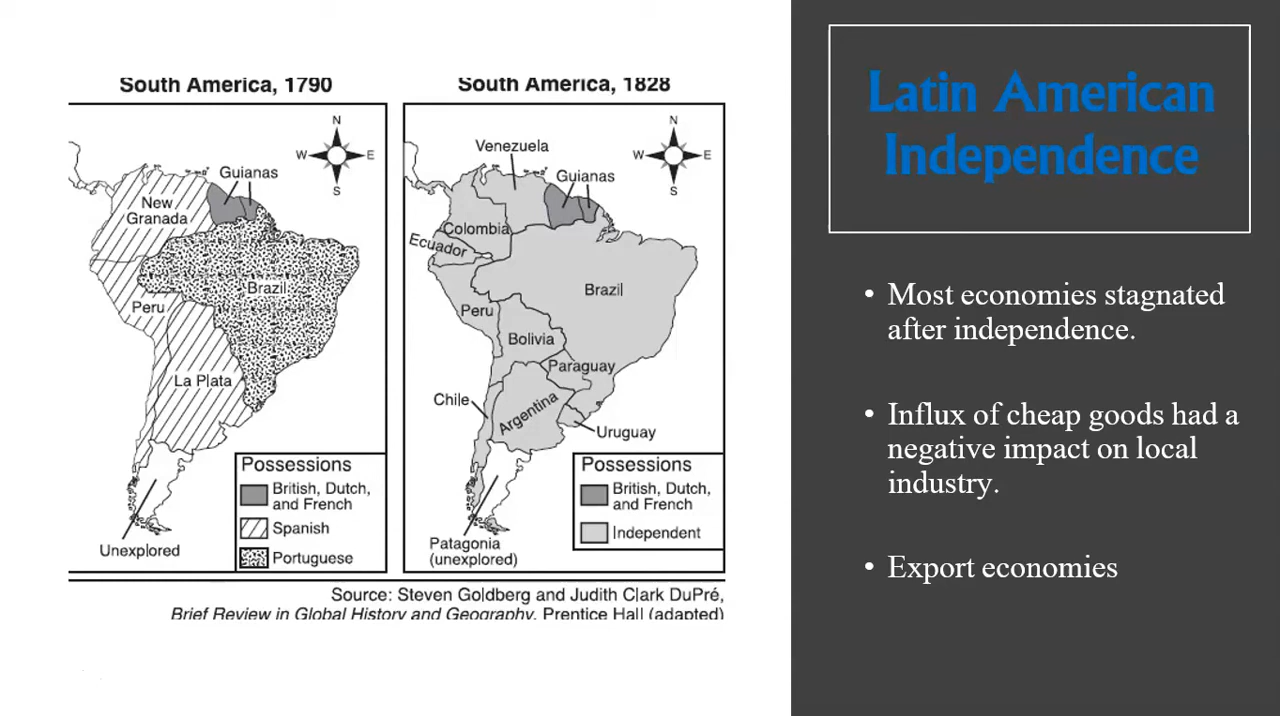 South America, 1790
N
W
E
S
Guianas
New
Granada
Brazil
Peru
La Plata
Unexplored
Possessions
British, Dutch,
and French
Spanish
Portuguese
South America, 1828
N
W
E
S
Venezuela
Guianas
Colombia
Ecuador
Brazil
Peru
Bolivia
Paraguay
Chile
Argentina
Uruguay
Patagonia
(unexplored)
Possessions
British, Dutch,
and French
Independent
Source: Steven Goldberg and Judith Clark DuPré,
Brief Review in Global History and Geography, Prentice Hall (adapted)
Latin American
Independence
• Most economies stagnated
after independence.
• Influx of cheap goods had a
negative impact on local
industry.
• Export economies